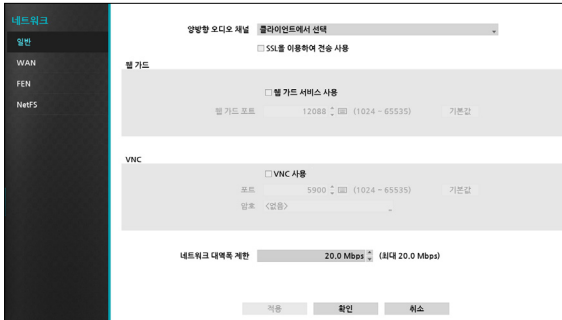 네트워크
일반
WAN
FEN
NetFS
양방향 오디오 채널 클라이언트에서 선택
SSL을 이용하여 전송 사용
웹 가드
웹 가드 서비스 사용
웹 가드 포트 12088 (1024 ~ 65535) 기본값
VNC
VNC 사용
포트 5900 (1024 ~ 65535) 기본값
암호 <없음>
네트워크 대역폭 제한 20.0 Mbps (최대 20.0 Mbps)
적용 확인 취소